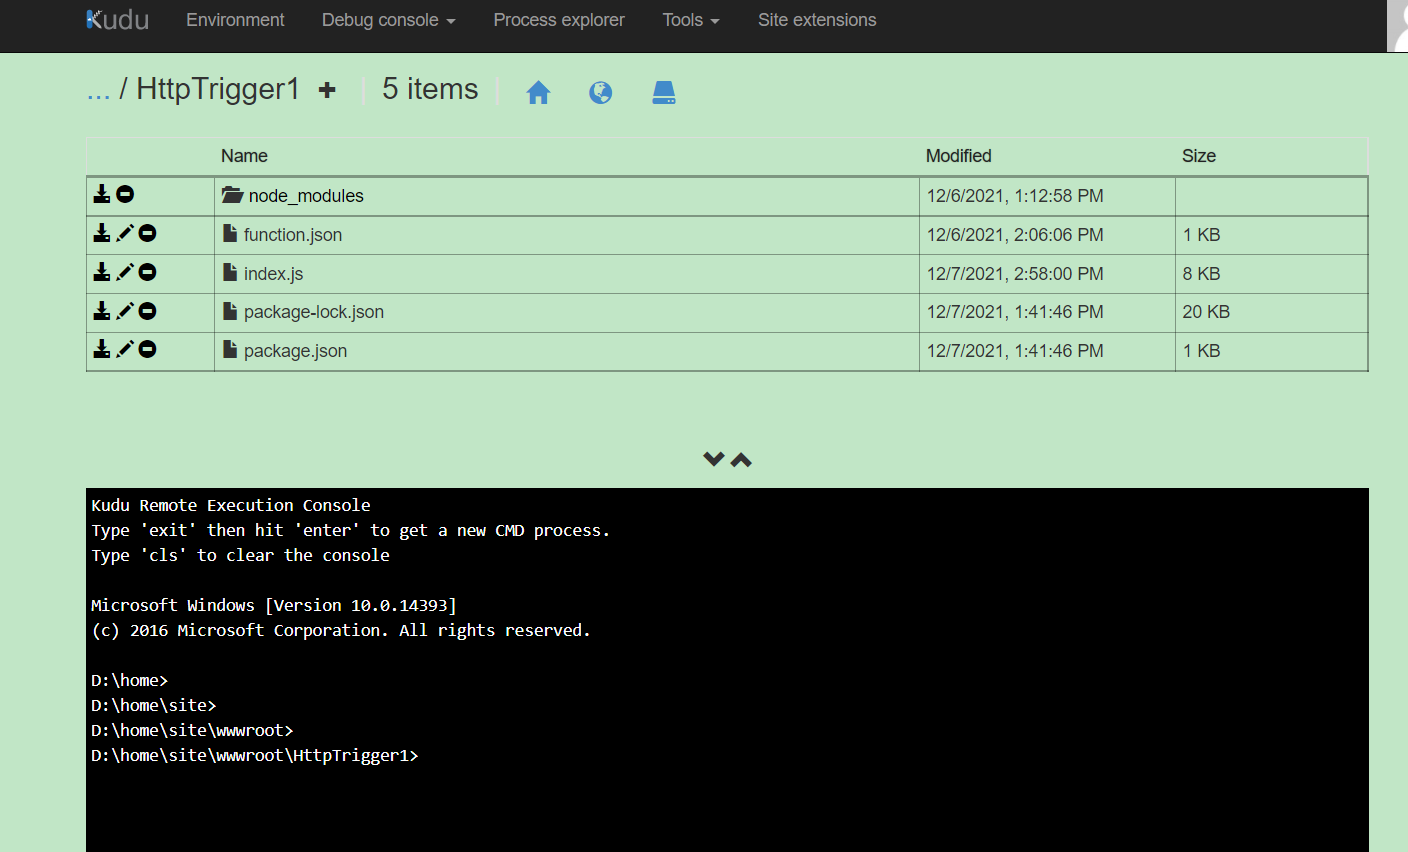 Kudu Environment Debug console Process explorer Tools Site extensions
... / HttpTrigger1 + | 5 items |
Name Modified Size
node_modules 12/6/2021, 1:12:58 PM
function.json 12/6/2021, 2:06:06 PM 1 KB
index.js 12/7/2021, 2:58:00 PM 8 KB
package-lock.json 12/7/2021, 1:41:46 PM 20 KB
package.json 12/7/2021, 1:41:46 PM 1 KB
Kudu Remote Execution Console
Type 'exit' then hit 'enter' to get a new CMD process.
Type 'cls' to clear the console
Microsoft Windows [Version 10.0.14393]
(c) 2016 Microsoft Corporation. All rights reserved.
D:\home>
D:\home\site>
D:\home\site\wwwroot>
D:\home\site\wwwroot\HttpTrigger1>